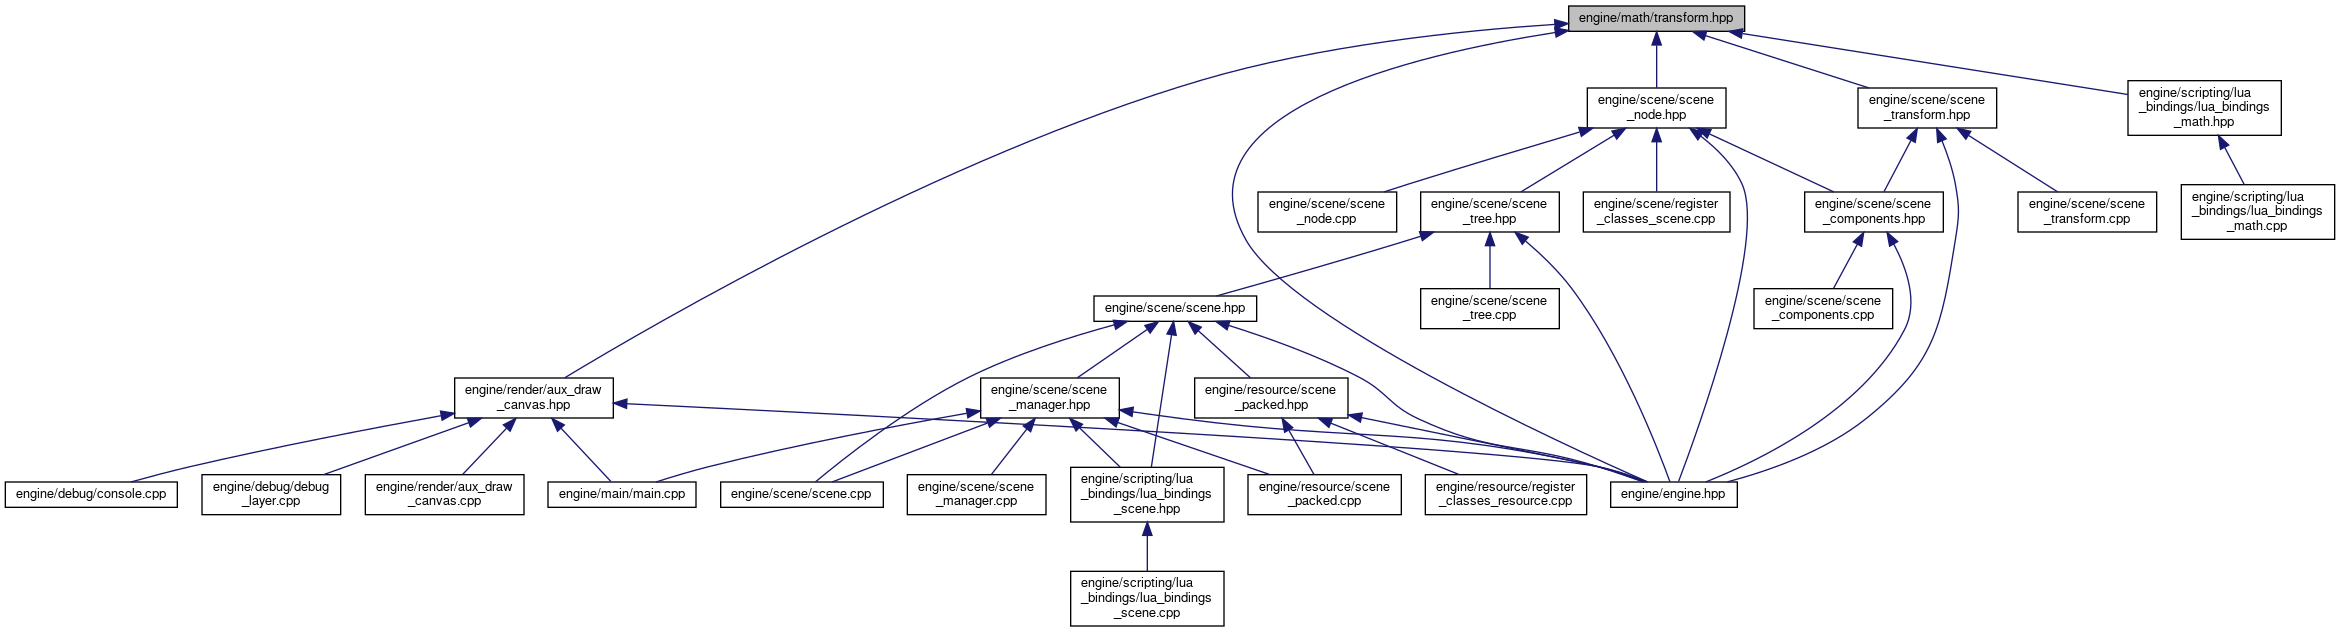 engine/math/transform.hpp
engine/scene/scene
_node.hpp
engine/scene/scene
_transform.hpp
engine/scripting/lua
_bindings/lua_bindings
_math.hpp
engine/scene/scene
_node.cpp
engine/scene/scene
_tree.hpp
engine/scene/register
_classes_scene.cpp
engine/scene/scene
_components.hpp
engine/scene/scene
_transform.cpp
engine/scripting/lua
_bindings/lua_bindings
_math.cpp
engine/scene/scene.hpp
engine/scene/scene
_tree.cpp
engine/scene/scene
_components.cpp
engine/render/aux_draw
_canvas.hpp
engine/scene/scene
_manager.hpp
engine/resource/scene
_packed.hpp
engine/debug/console.cpp
engine/debug/debug
_layer.cpp
engine/render/aux_draw
_canvas.cpp
engine/main/main.cpp
engine/scene/scene.cpp
engine/scene/scene
_manager.cpp
engine/scripting/lua
_bindings/lua_bindings
_scene.hpp
engine/resource/scene
_packed.cpp
engine/resource/register
_classes_resource.cpp
engine/engine.hpp
engine/scripting/lua
_bindings/lua_bindings
_scene.cpp